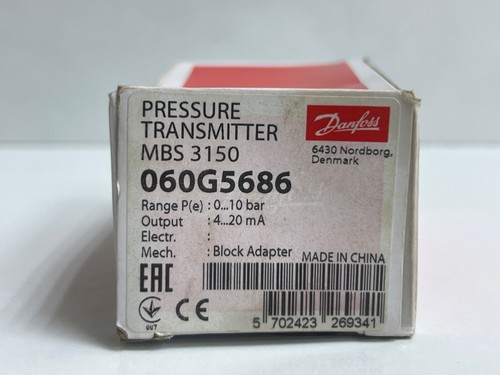 PRESSURE
TRANSMITTER
MBS 3150
060G5686
Range P(e) : 0...10 bar
Output : 4...20 mA
Electr. :
Mech. : Block Adapter
MADE IN CHINA
Danfoss
6430 Nordborg,
Denmark
EAC
CE
5 702423 269341